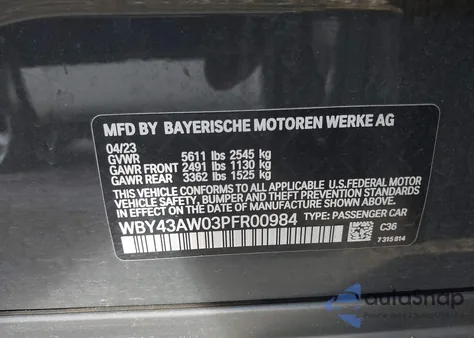 MFD BY BAYERISCHE MOTOREN WERKE AG
04/23
GVWR 5611 lbs 2545 kg
GAWR FRONT 2491 lbs 1130 kg
GAWR REAR 3362 lbs 1525 kg
THIS VEHICLE CONFORMS TO ALL APPLICABLE U.S.FEDERAL MOTOR
VEHICLE SAFETY, BUMPER, AND THEFT PREVENTION STANDARDS
IN EFFECT ON THE DATE OF MANUFACTURE SHOWN ABOVE.
WBY43AW03PFR00984 TYPE: PASSENGER CAR
C36
7315814
autoSnap